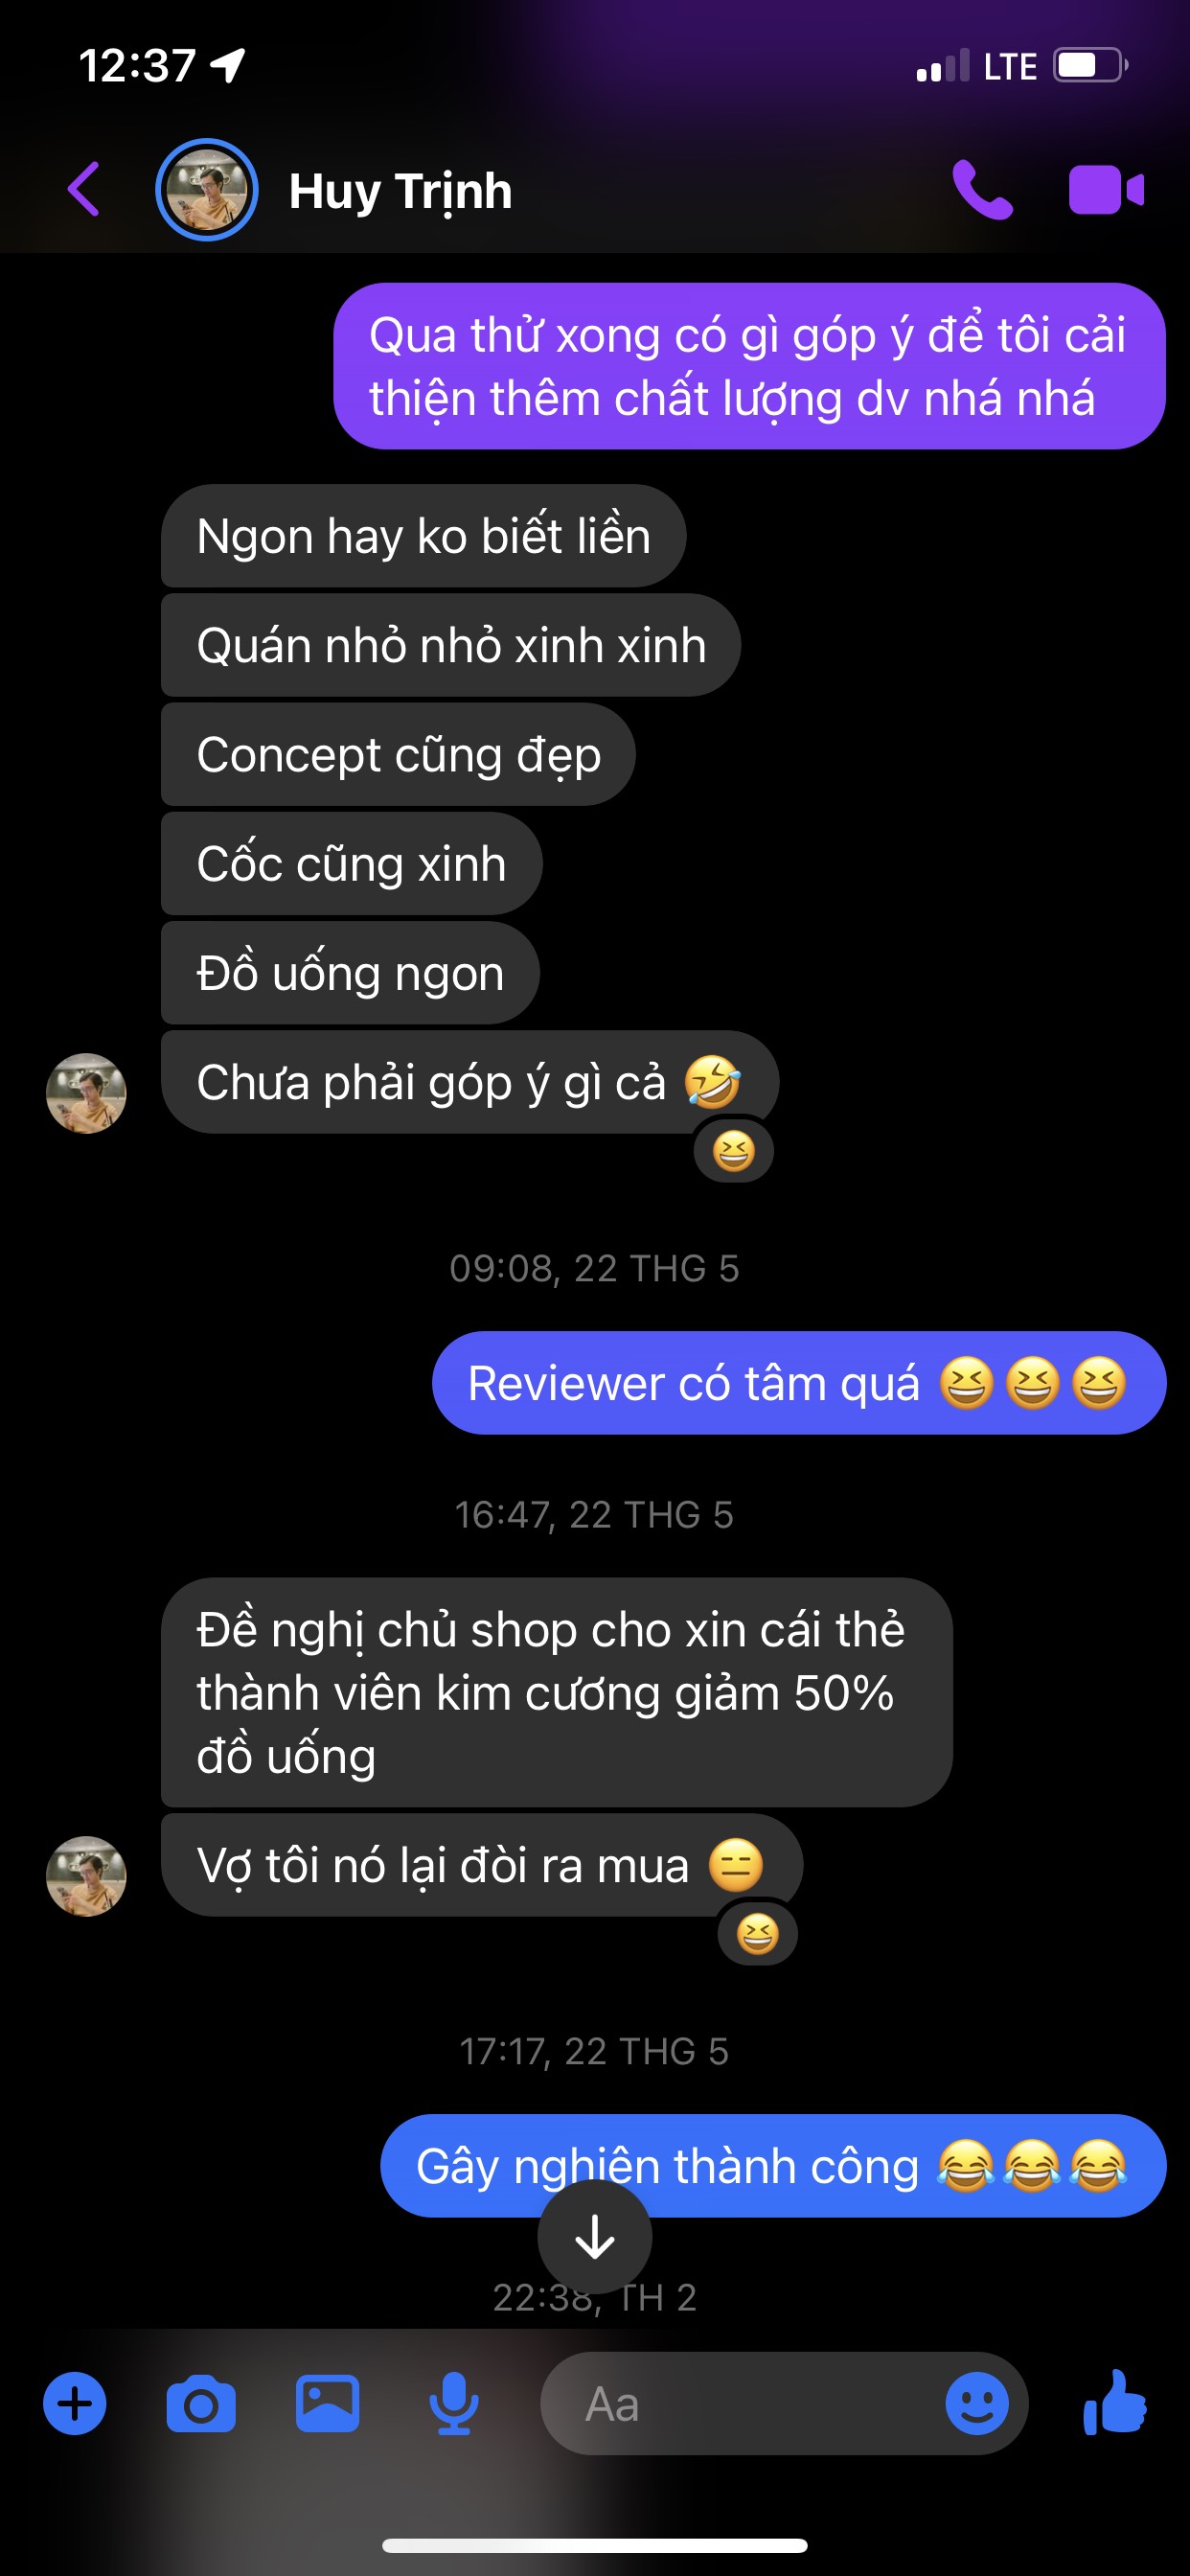 12:37
LTE
Huy Trịnh
Qua thử xong có gì góp ý để tôi cải
thiện thêm chất lượng dv nhá nhá
Ngon hay ko biết liền
Quán nhỏ nhỏ xinh xinh
Concept cũng đẹp
Cốc cũng xinh
Đồ uống ngon
Chưa phải góp ý gì cả 🤣
😆
09:08, 22 THG 5
Reviewer có tâm quá 😆😆😆
16:47, 22 THG 5
Đề nghị chủ shop cho xin cái thẻ
thành viên kim cương giảm 50%
đồ uống
Vợ tôi nó lại đòi ra mua 😑
😆
17:17, 22 THG 5
Gây nghiện thành công 😂😂😂
22:38, TH 2
Aa